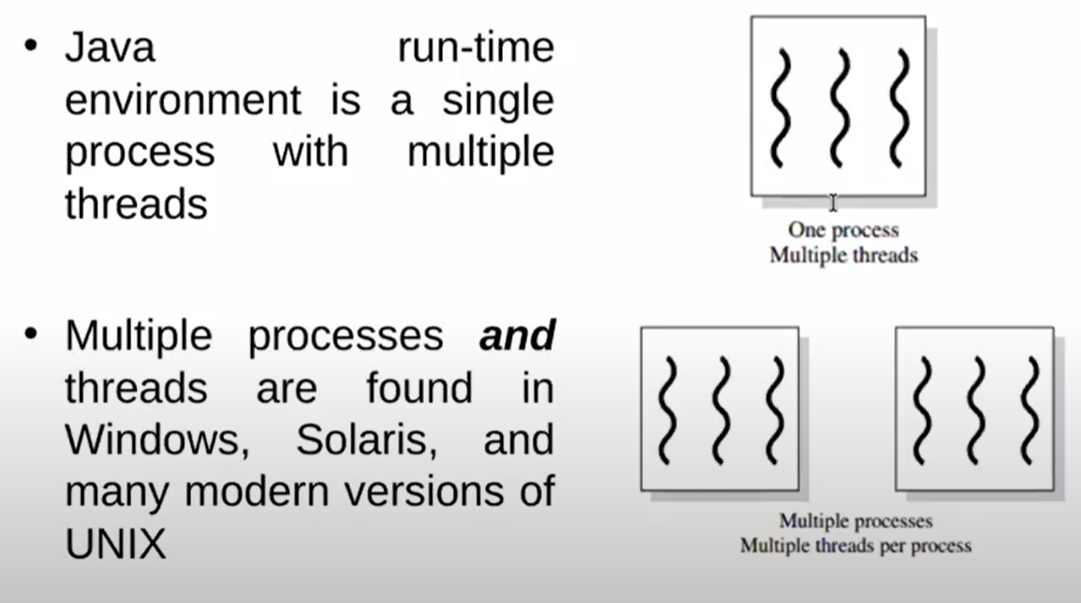 • Java run-time
environment is a single
process with multiple
threads
One process
Multiple threads
• Multiple processes and
threads are found in
Windows, Solaris, and
many modern versions of
UNIX
Multiple processes
Multiple threads per process